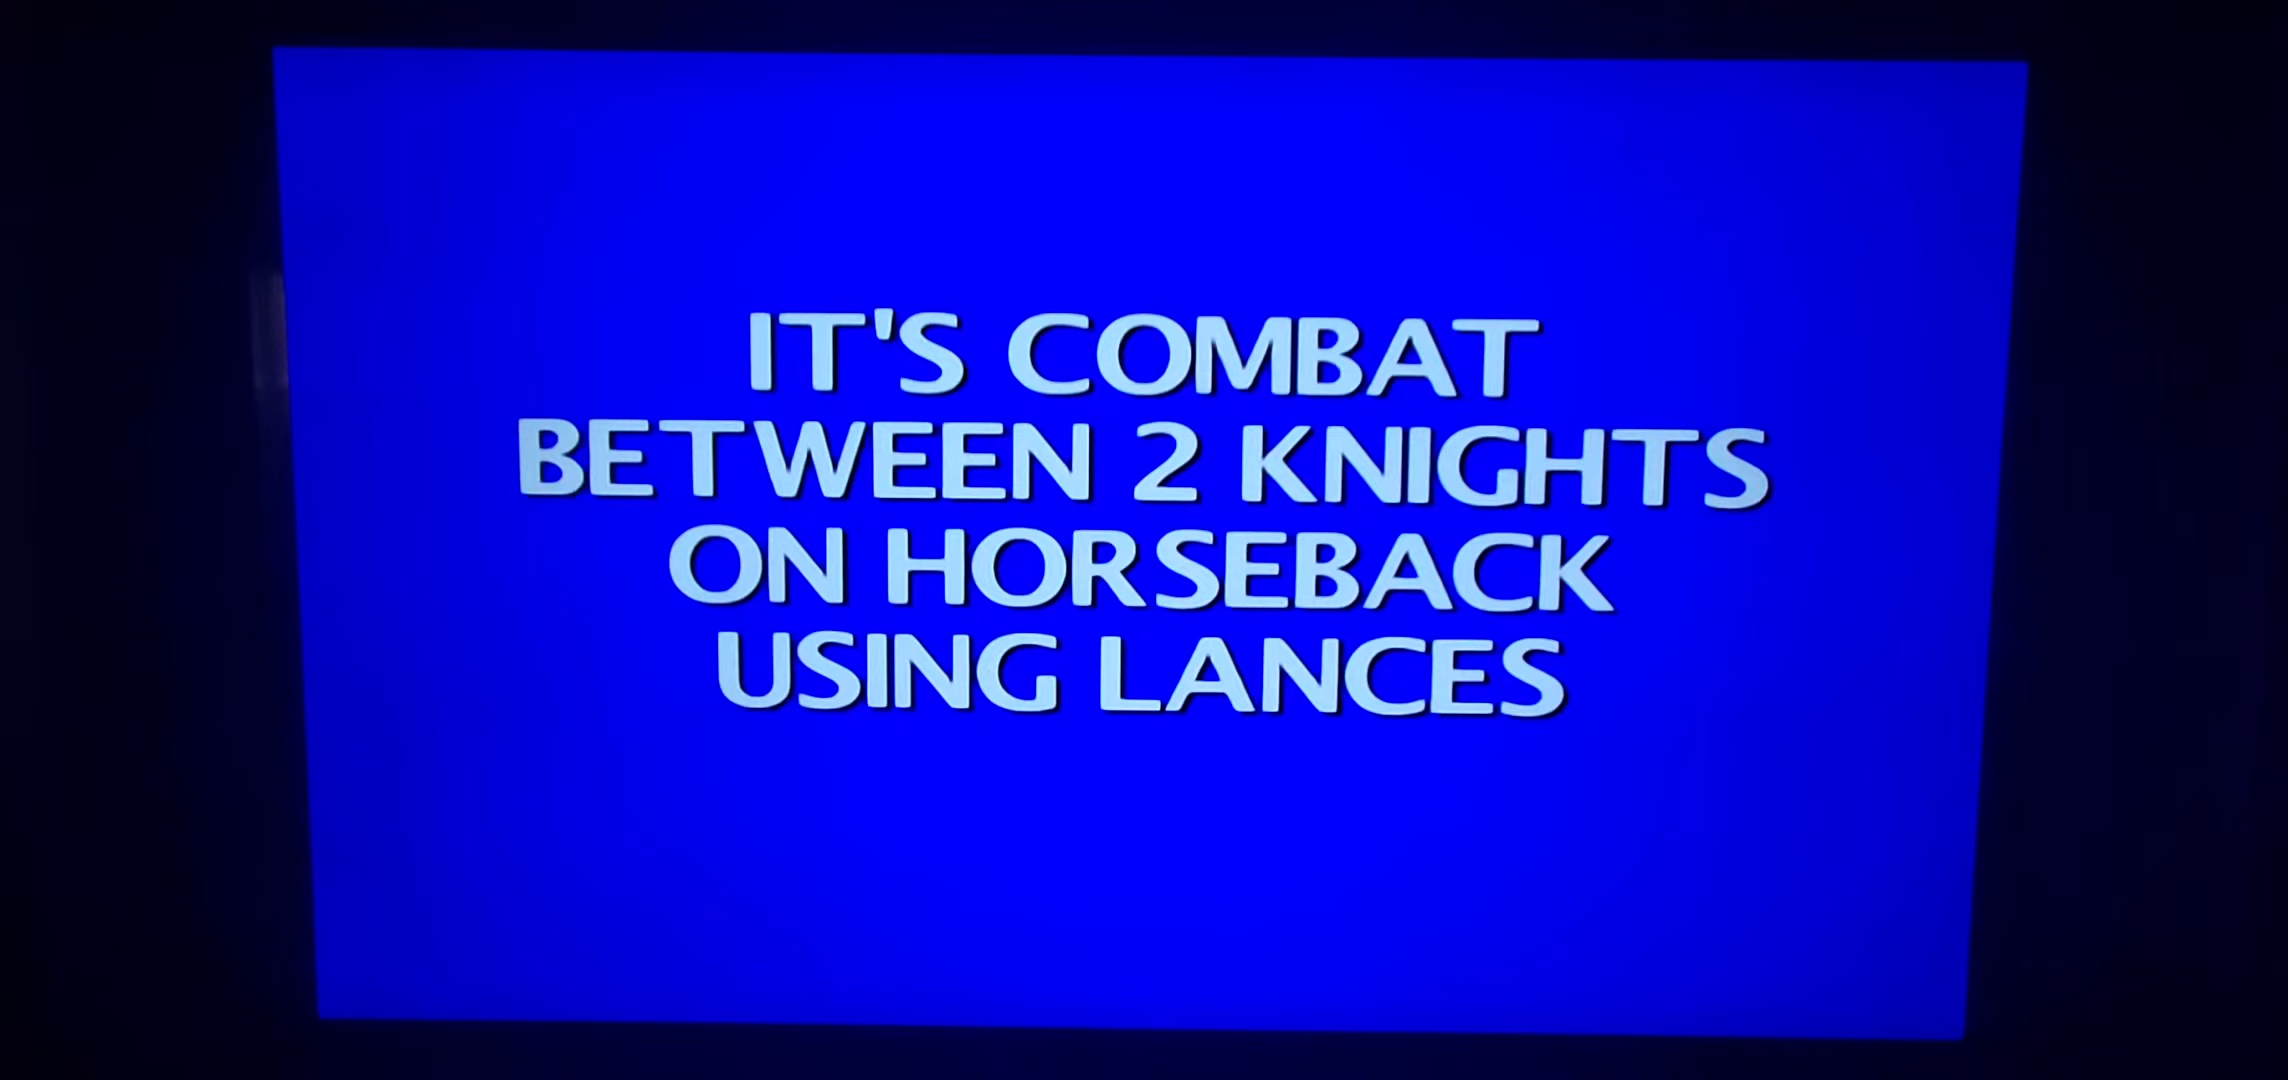 IT'S COMBAT
BETWEEN 2 KNIGHTS
ON HORSEBACK
USING LANCES